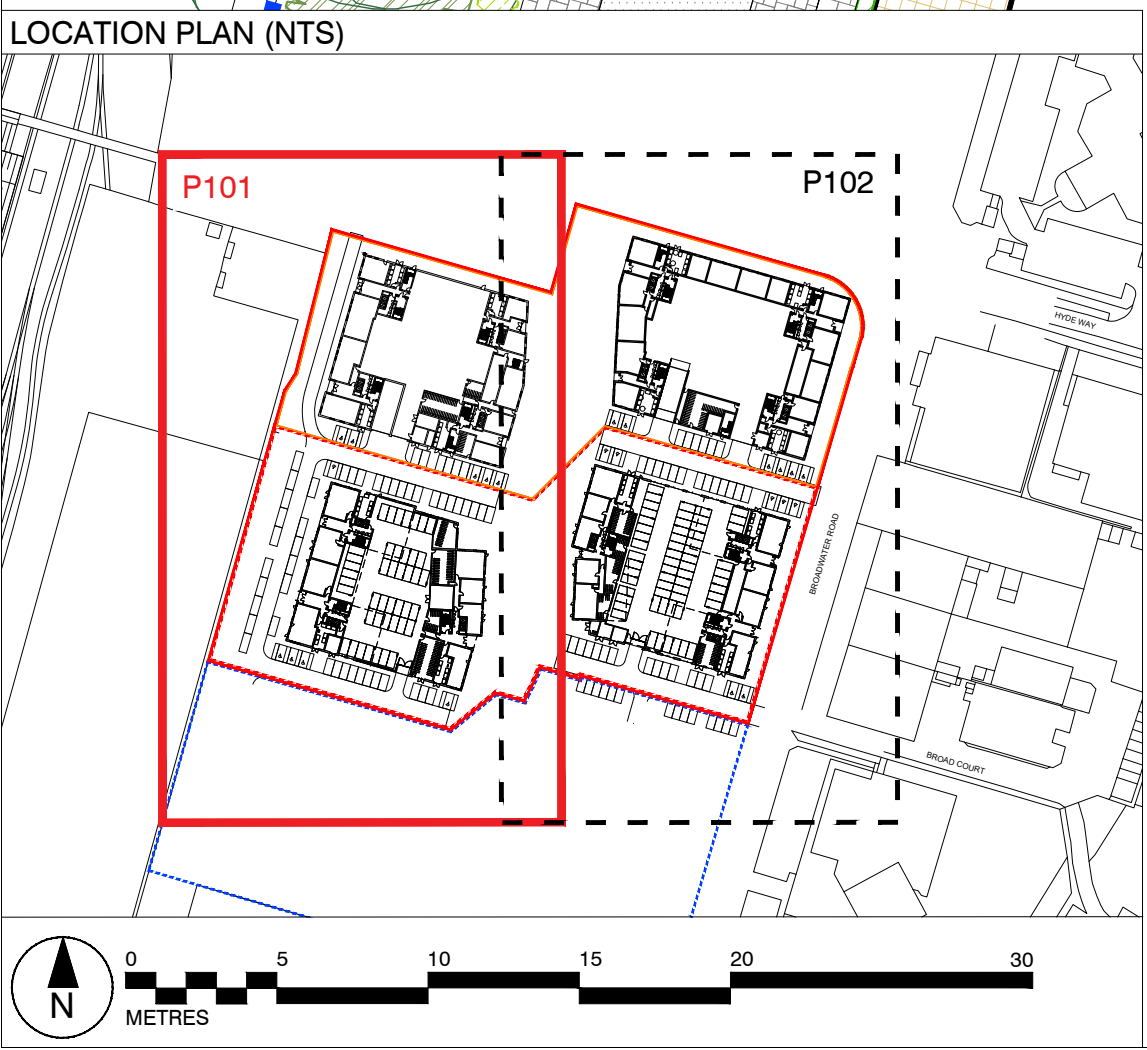 LOCATION PLAN (NTS)
P101
P102
HYDE WAY
BROADWATER ROAD
BROAD COURT
0 5 10 15 20 30
N
METRES